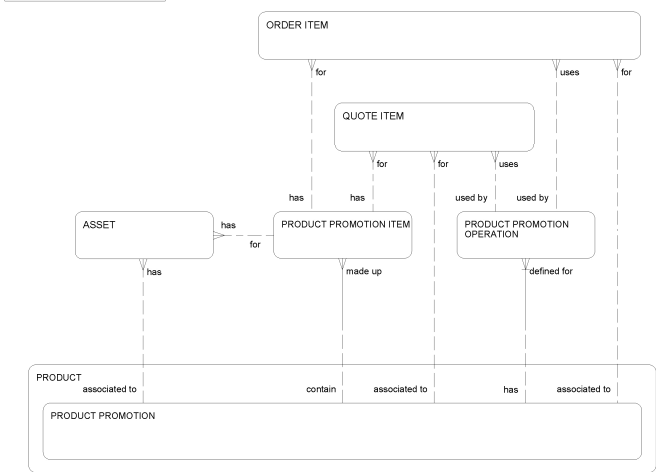 ORDER ITEM
for
uses
for
QUOTE ITEM
for
for
uses
has
has
used by
used by
ASSET
has
for
PRODUCT PROMOTION ITEM
PRODUCT PROMOTION
OPERATION
has
made up
defined for
PRODUCT
associated to
contain
associated to
has
associated to
PRODUCT PROMOTION